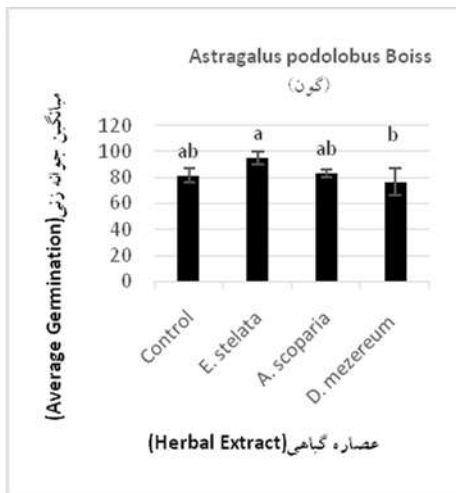 Astragalus podolobus Boiss
(گون)
میانگین جوانه زنی(Average Germination)
120
100
80
60
40
20
0
ab
a
ab
b
Control
E. stelata
A. scoparia
D. mezereum
عصاره گیاهی(Herbal Extract)